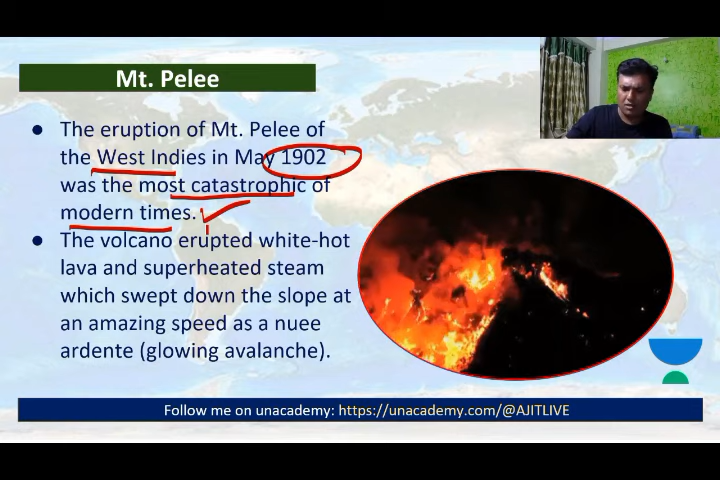 Mt. Pelee
● The eruption of Mt. Pelee of
the West Indies in May 1902
was the most catastrophic of
modern times.
● The volcano erupted white-hot
lava and superheated steam
which swept down the slope at
an amazing speed as a nuee
ardente (glowing avalanche).
Follow me on unacademy: https://unacademy.com/@AJITLIVE